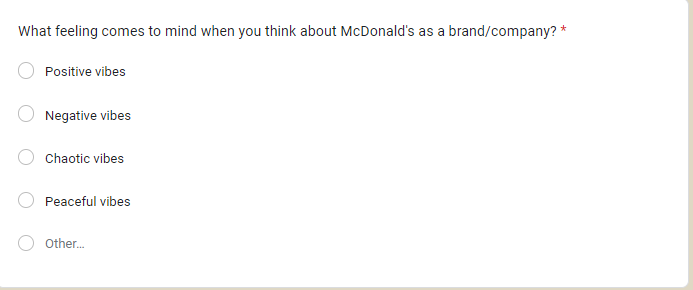 What feeling comes to mind when you think about McDonald's as a brand/company? *
Positive vibes
Negative vibes
Chaotic vibes
Peaceful vibes
Other...